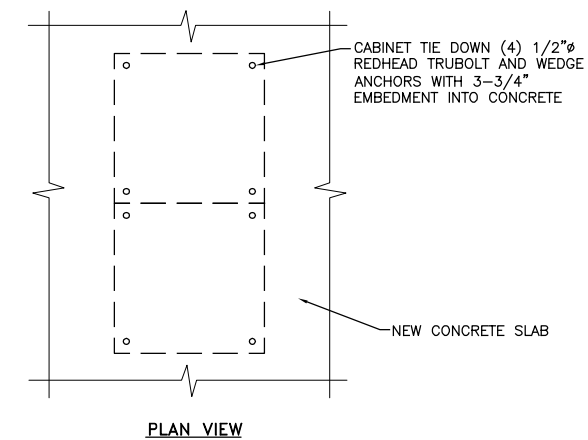 CABINET TIE DOWN (4) 1/2"ø
REDHEAD TRUBOLT AND WEDGE
ANCHORS WITH 3-3/4"
EMBEDMENT INTO CONCRETE
NEW CONCRETE SLAB
PLAN VIEW